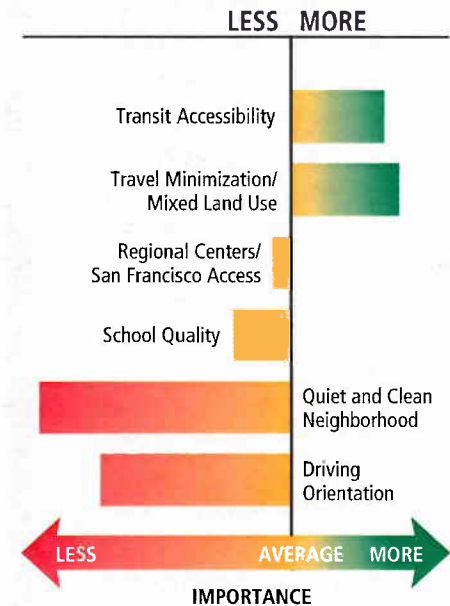 LESS MORE
Transit Accessibility
Travel Minimization/
Mixed Land Use
Regional Centers/
San Francisco Access
School Quality
Quiet and Clean
Neighborhood
Driving
Orientation
LESS AVERAGE MORE
IMPORTANCE